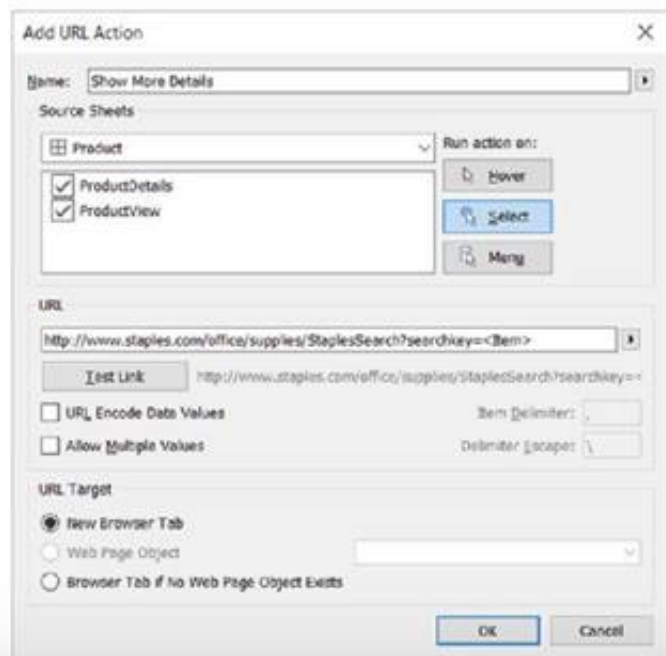 Add URL Action
Name: Show More Details
Source Sheets
Product
Run action on:
ProductDetails
Hover
ProductView
Select
Menu
URL
http://www.staples.com/office/supplies/StaplesSearch?searchkey=<Item>
Test Link http://www.staples.com/office/supplies/StaplesSearch?searchkey=<
URL Encode Data Values Item Delimiter: ,
Allow Multiple Values Delimiter Escape: \
URL Target
New Browser Tab
Web Page Object
Browser Tab if No Web Page Object Exists
OK Cancel